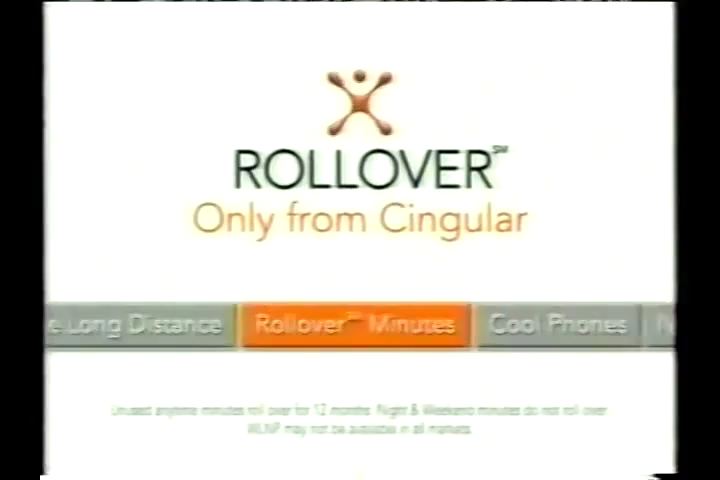 ROLLOVER℠
Only from Cingular
e Long Distance
Rollover℠ Minutes
Cool Phones
Unused anytime minutes roll over for 12 months. Night & Weekend minutes do not roll over.
WLNP may not be available in all markets.